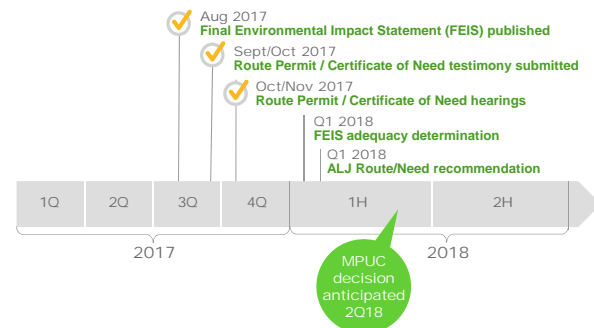 Aug 2017
Final Environmental Impact Statement (FEIS) published
Sept/Oct 2017
Route Permit / Certificate of Need testimony submitted
Oct/Nov 2017
Route Permit / Certificate of Need hearings
Q1 2018
FEIS adequacy determination
Q1 2018
ALJ Route/Need recommendation
1Q 2Q 3Q 4Q 1H 2H
2017 2018
MPUC
decision
anticipated
2Q18